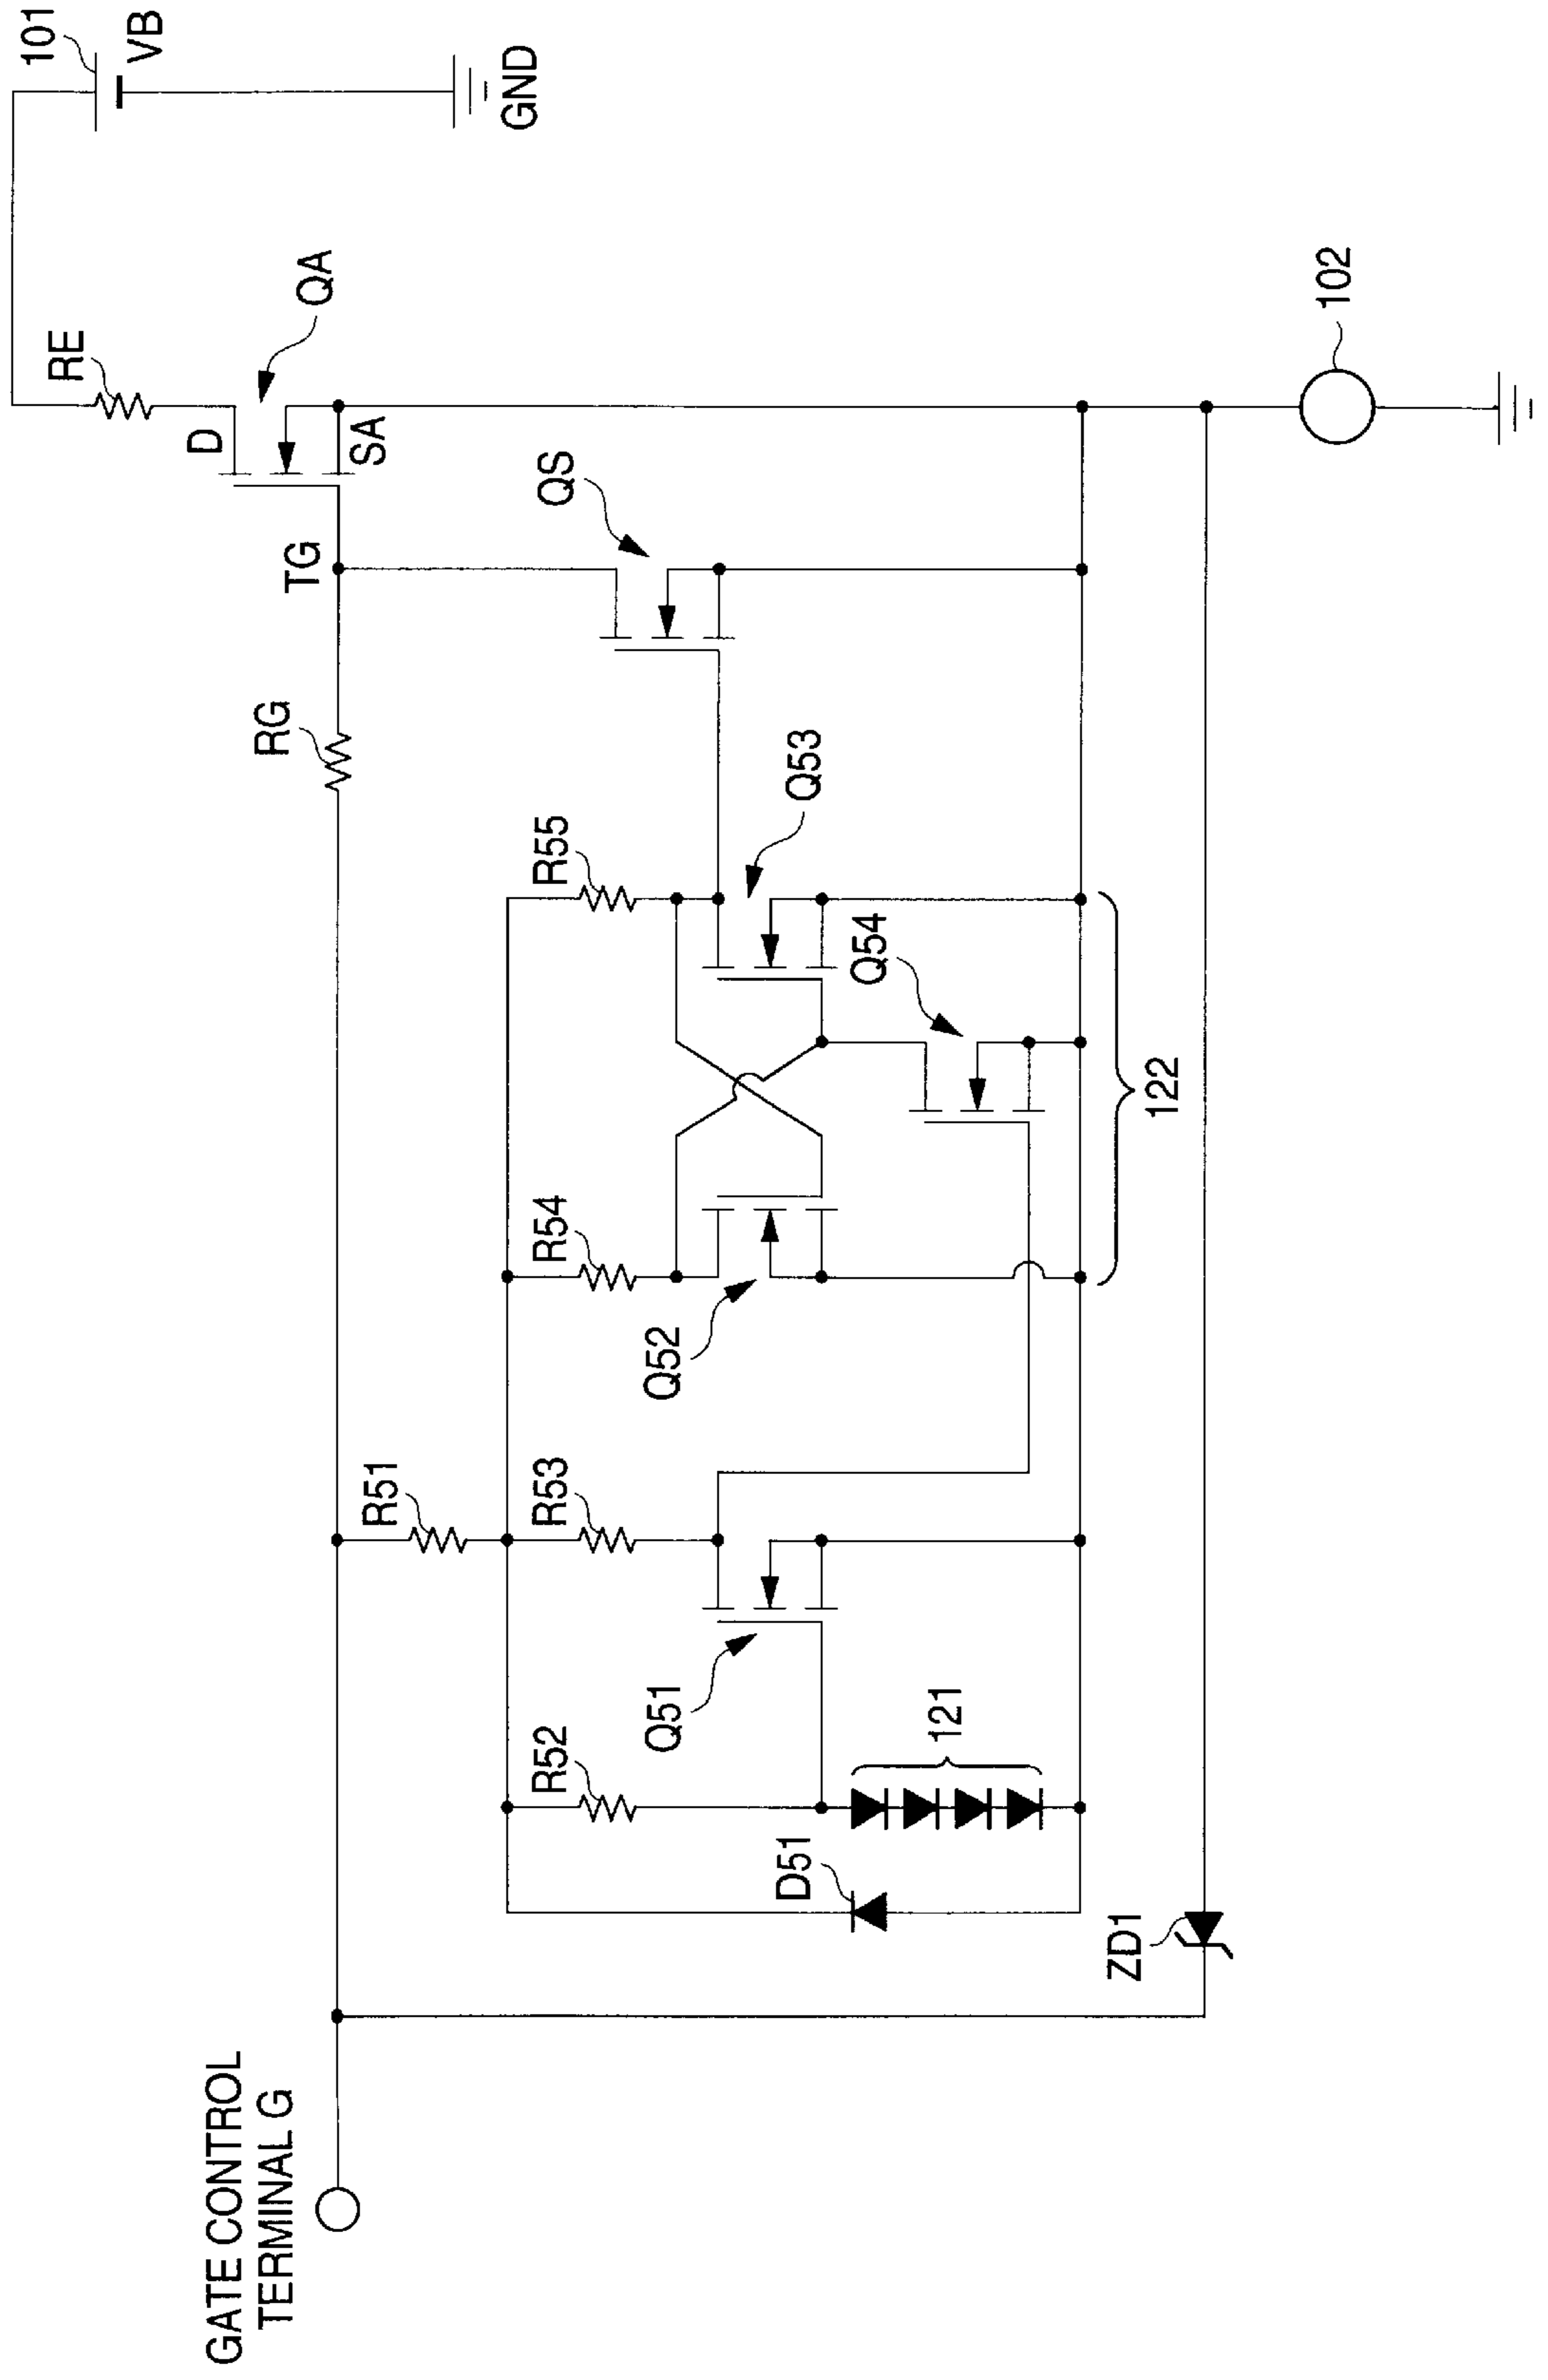 101
VB
GND
RE
QA
D
SA
102
TG
QS
RG
R55
Q53
Q54
122
R54
Q52
R51
R53
Q51
R52
121
D51
ZD1
GATE CONTROL
TERMINAL G